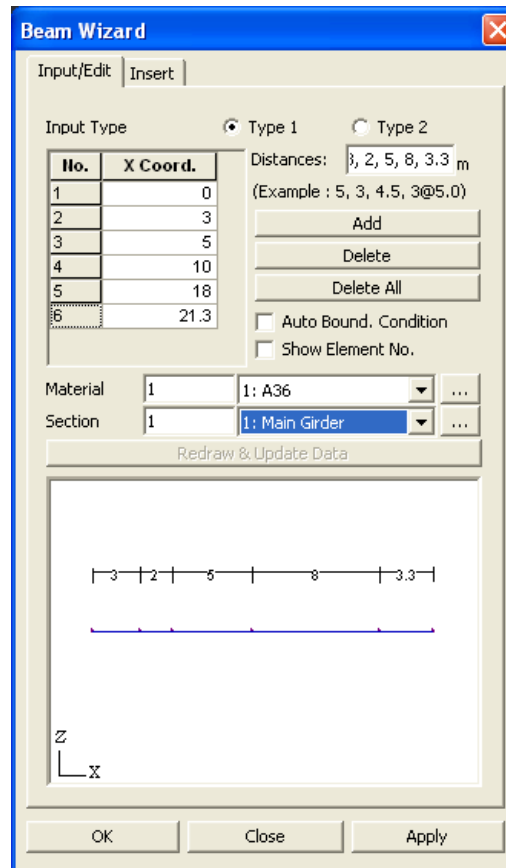 Beam Wizard
Input/Edit Insert
Input Type Type 1 Type 2
Distances: 3, 2, 5, 8, 3.3 m
(Example : 5, 3, 4.5, 3@5.0)
No. X Coord.
1 0
2 3
3 5
4 10
5 18
6 21.3
Add
Delete
Delete All
Auto Bound. Condition
Show Element No.
Material 1 1: A36 ...
Section 1 1: Main Girder ...
Redraw & Update Data
3 2 5 8 3.3
Z
X
OK Close Apply